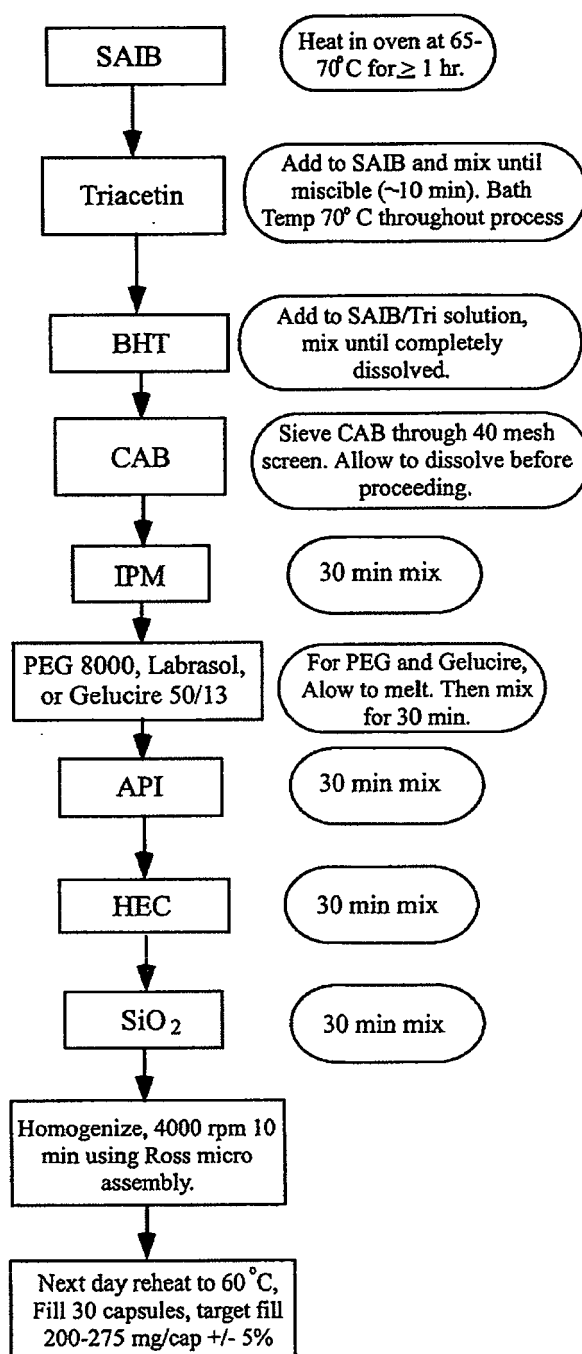 SAIB
Heat in oven at 65-
70°C for ≥ 1 hr.
Triacetin
Add to SAIB and mix until
miscible (~10 min). Bath
Temp 70° C throughout process
BHT
Add to SAIB/Tri solution,
mix until completely
dissolved.
CAB
Sieve CAB through 40 mesh
screen. Allow to dissolve before
proceeding.
IPM
30 min mix
PEG 8000, Labrasol,
or Gelucire 50/13
For PEG and Gelucire,
Alow to melt. Then mix
for 30 min.
API
30 min mix
HEC
30 min mix
SiO₂
30 min mix
Homogenize, 4000 rpm 10
min using Ross micro
assembly.
Next day reheat to 60 °C,
Fill 30 capsules, target fill
200-275 mg/cap +/- 5%